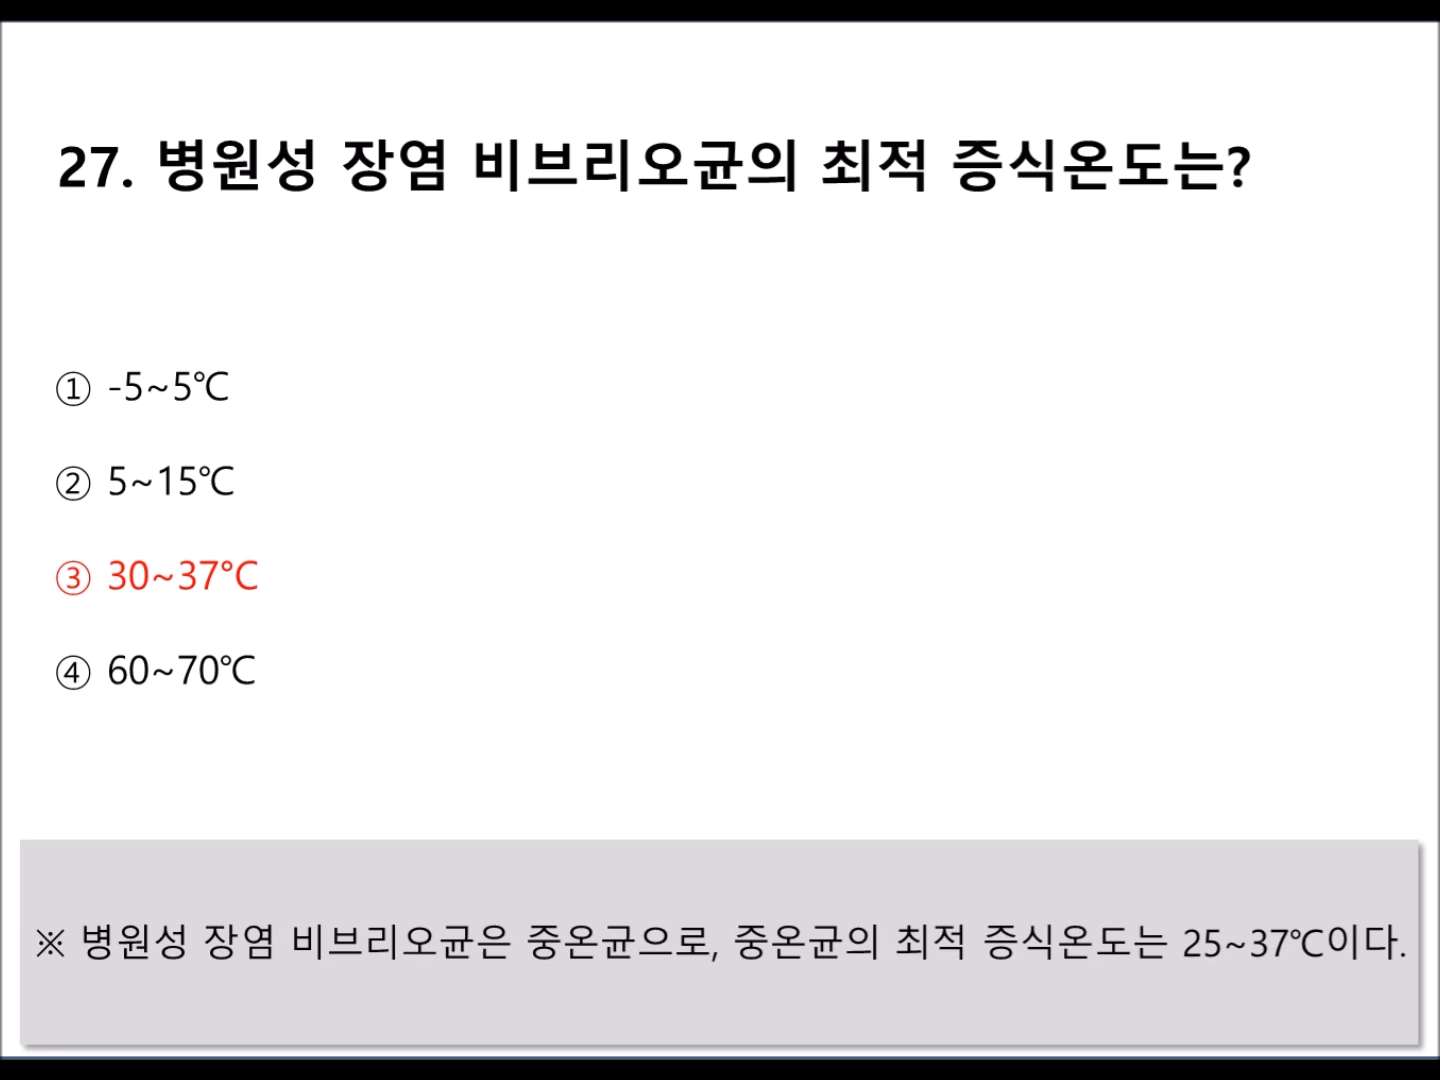 27. 병원성 장염 비브리오균의 최적 증식온도는?
① -5~5℃
② 5~15℃
③ 30~37°C
④ 60~70℃
※ 병원성 장염 비브리오균은 중온균으로, 중온균의 최적 증식온도는 25~37℃이다.